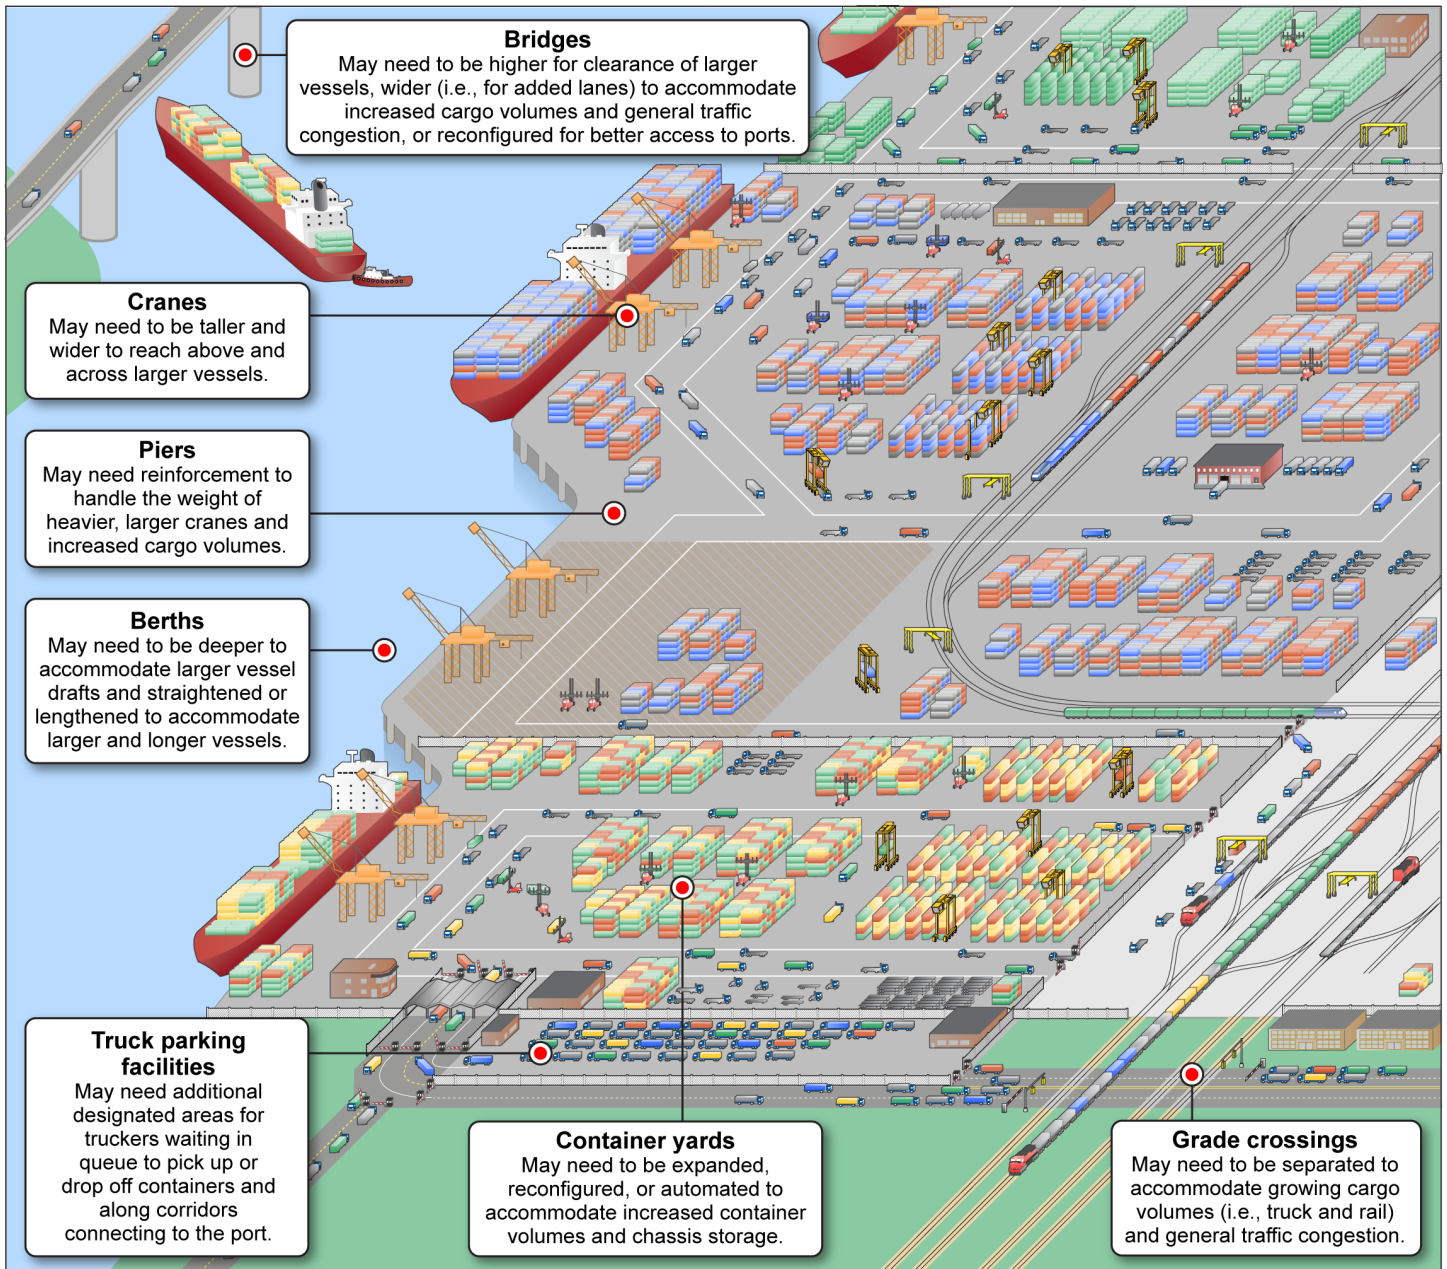 Bridges
May need to be higher for clearance of larger
vessels, wider (i.e., for added lanes) to accommodate
increased cargo volumes and general traffic
congestion, or reconfigured for better access to ports.
Cranes
May need to be taller and
wider to reach above and
across larger vessels.
Piers
May need reinforcement to
handle the weight of
heavier, larger cranes and
increased cargo volumes.
Berths
May need to be deeper to
accommodate larger vessel
drafts and straightened or
lengthened to accommodate
larger and longer vessels.
Truck parking
facilities
May need additional
designated areas for
truckers waiting in
queue to pick up or
drop off containers and
along corridors
connecting to the port.
Container yards
May need to be expanded,
reconfigured, or automated to
accommodate increased container
volumes and chassis storage.
Grade crossings
May need to be separated to
accommodate growing cargo
volumes (i.e., truck and rail)
and general traffic congestion.